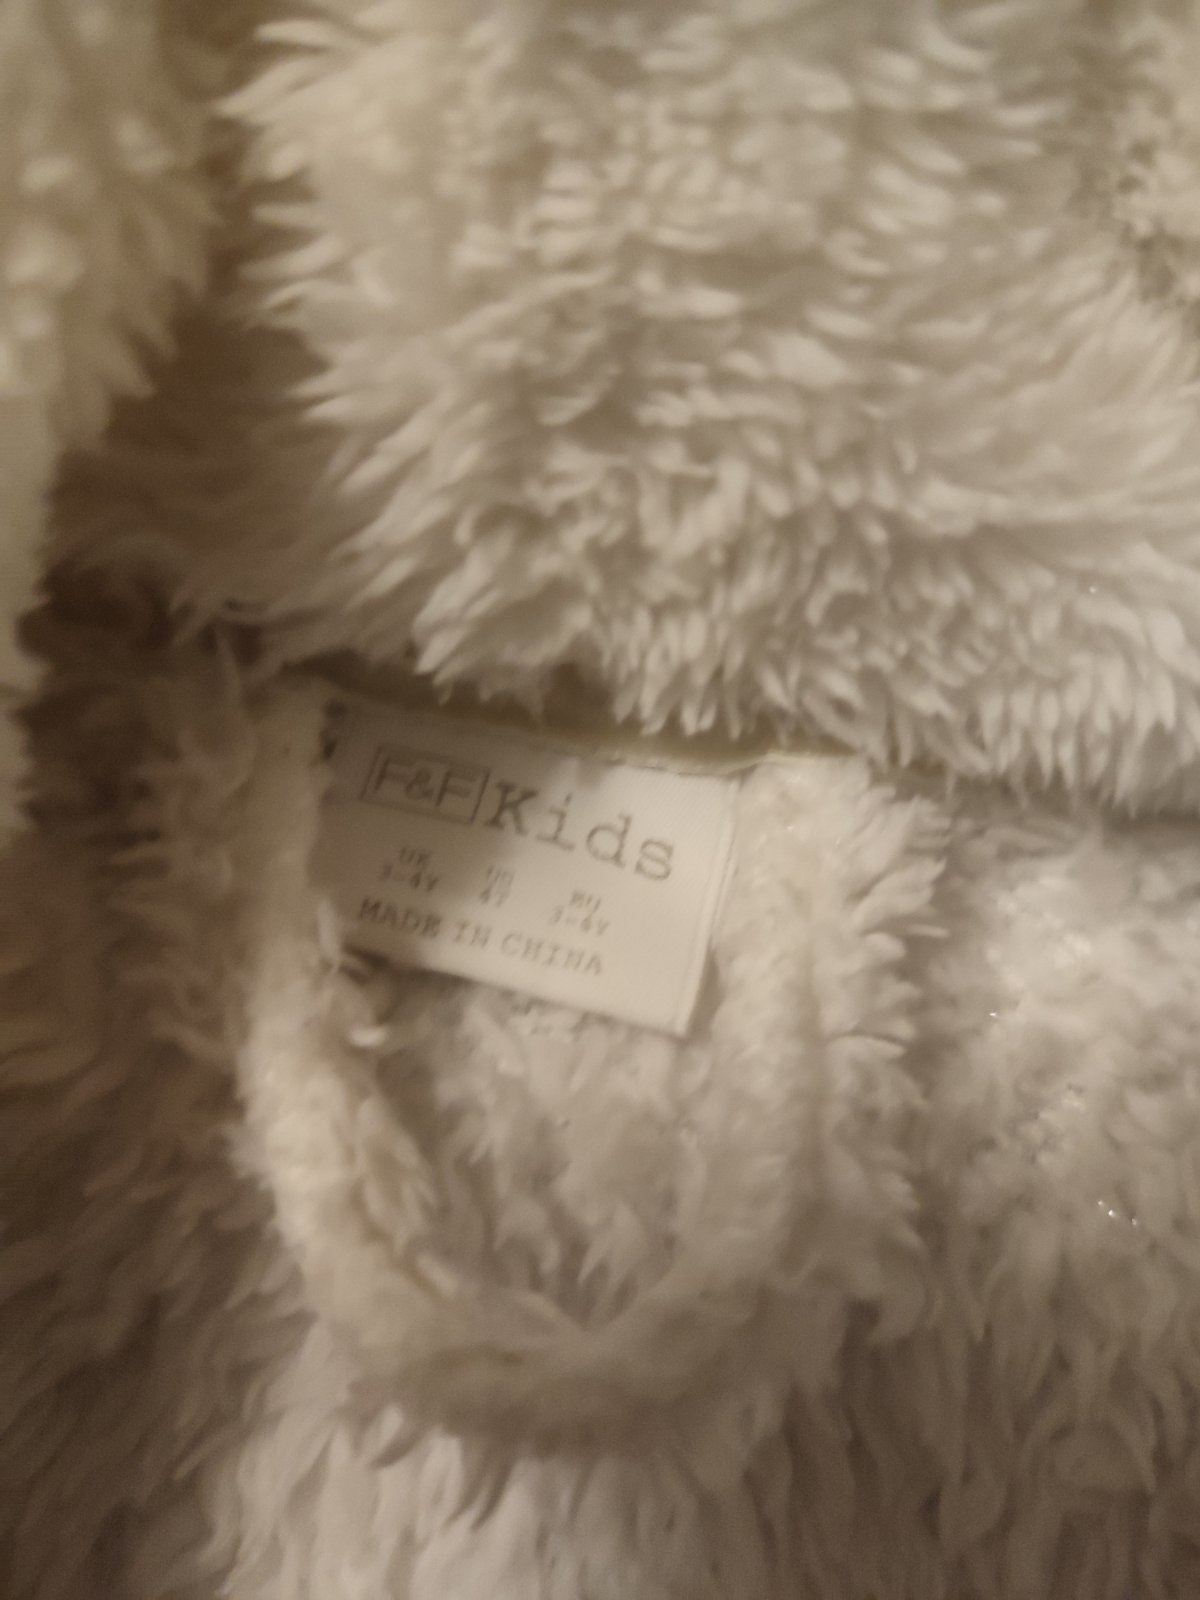 F&F Kids
UK US EU
3-4Y 4T 3-4Y
MADE IN CHINA